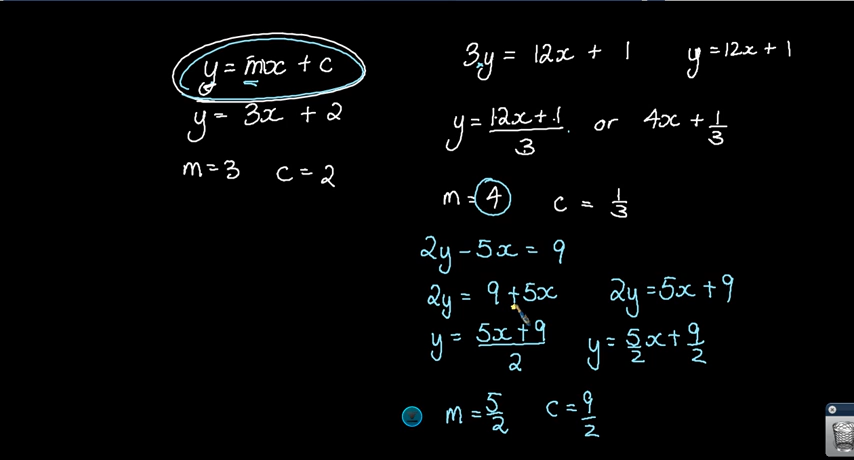 y = mx + c
y = 3x + 2
m = 3 c = 2
3y = 12x + 1 y = 12x + 1
y = (12x + 1)/3 or 4x + 1/3
m = 4 c = 1/3
2y - 5x = 9
2y = 9 + 5x 2y = 5x + 9
y = (5x + 9)/2 y = 5/2 x + 9/2
m = 5/2 c = 9/2